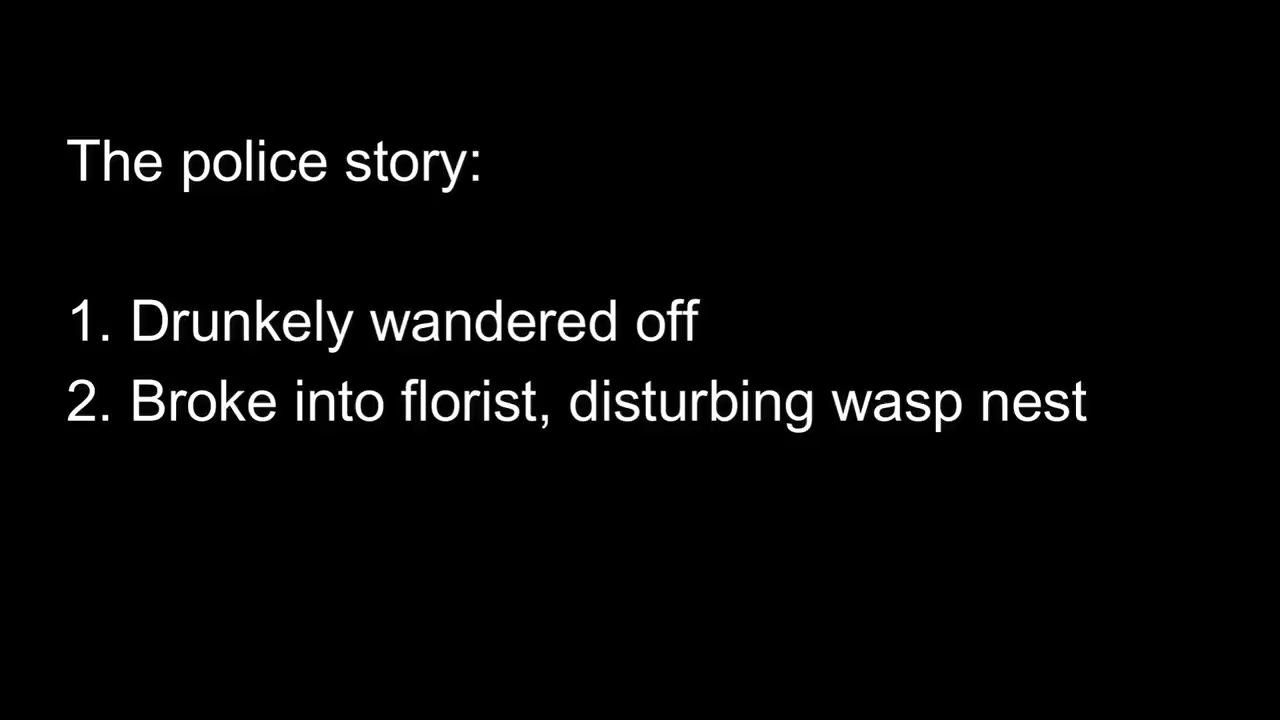 The police story:
1. Drunkely wandered off
2. Broke into florist, disturbing wasp nest